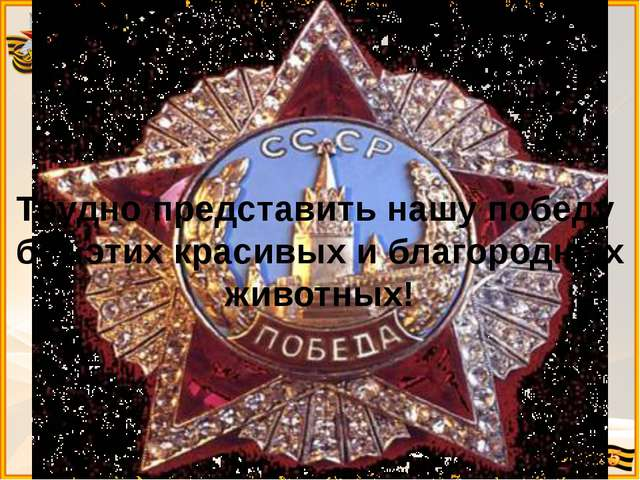 СССР
Трудно представить нашу победу
без этих красивых и благородных
животных!
ПОБЕДА